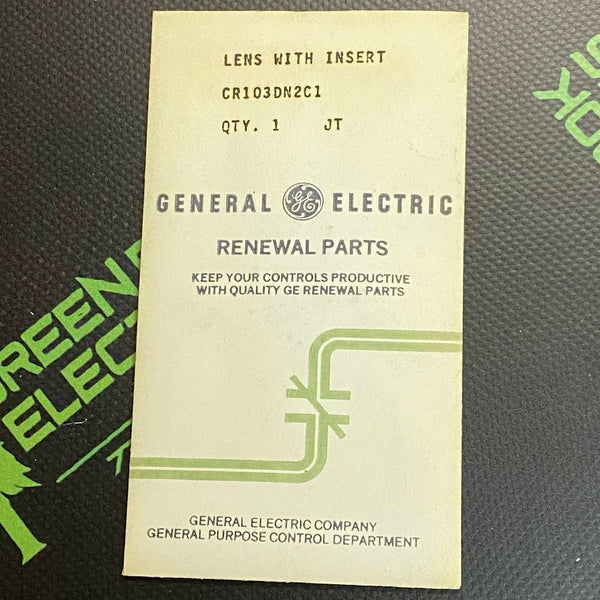 LENS WITH INSERT
CR103DN2C1
QTY. 1 JT
GENERAL GE ELECTRIC
RENEWAL PARTS
KEEP YOUR CONTROLS PRODUCTIVE
WITH QUALITY GE RENEWAL PARTS
GENERAL ELECTRIC COMPANY
GENERAL PURPOSE CONTROL DEPARTMENT